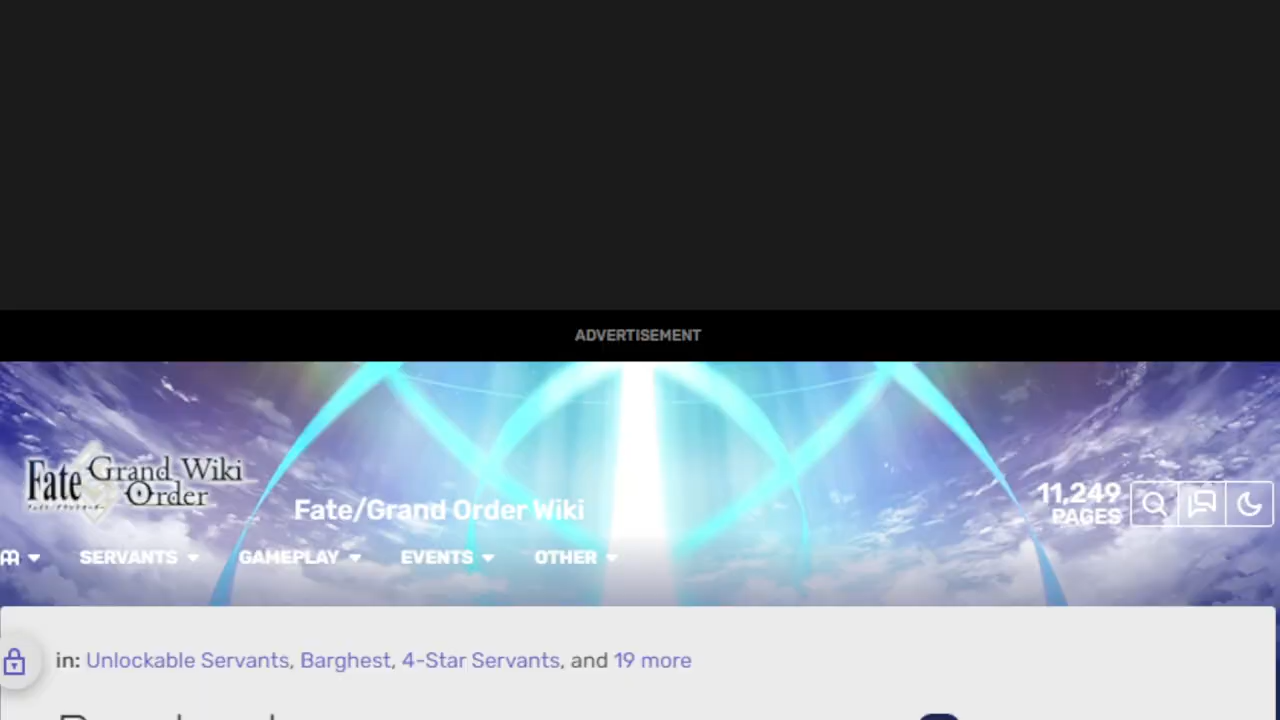 ADVERTISEMENT
Fate Grand Wiki
Order
Fate/Grand Order Wiki
11,249
PAGES
SERVANTS
GAMEPLAY
EVENTS
OTHER
in: Unlockable Servants, Barghest, 4-Star Servants, and 19 more